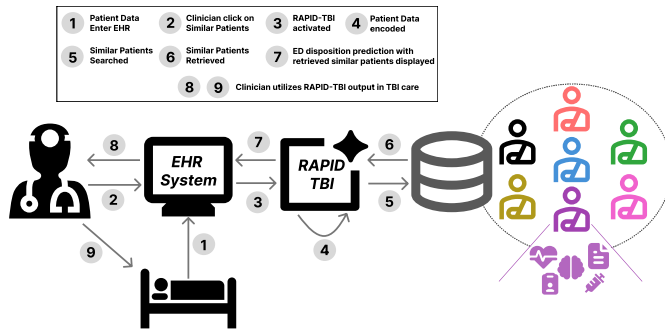 1 Patient Data
Enter EHR
2 Clinician click on
Similar Patients
3 RAPID-TBI
activated
4 Patient Data
encoded
5 Similar Patients
Searched
6 Similar Patients
Retrieved
7 ED disposition prediction with
retrieved similar patients displayed
8 9 Clinician utilizes RAPID-TBI output in TBI care
8
2
EHR
System
7
3
RAPID
TBI
6
5
4
9
1